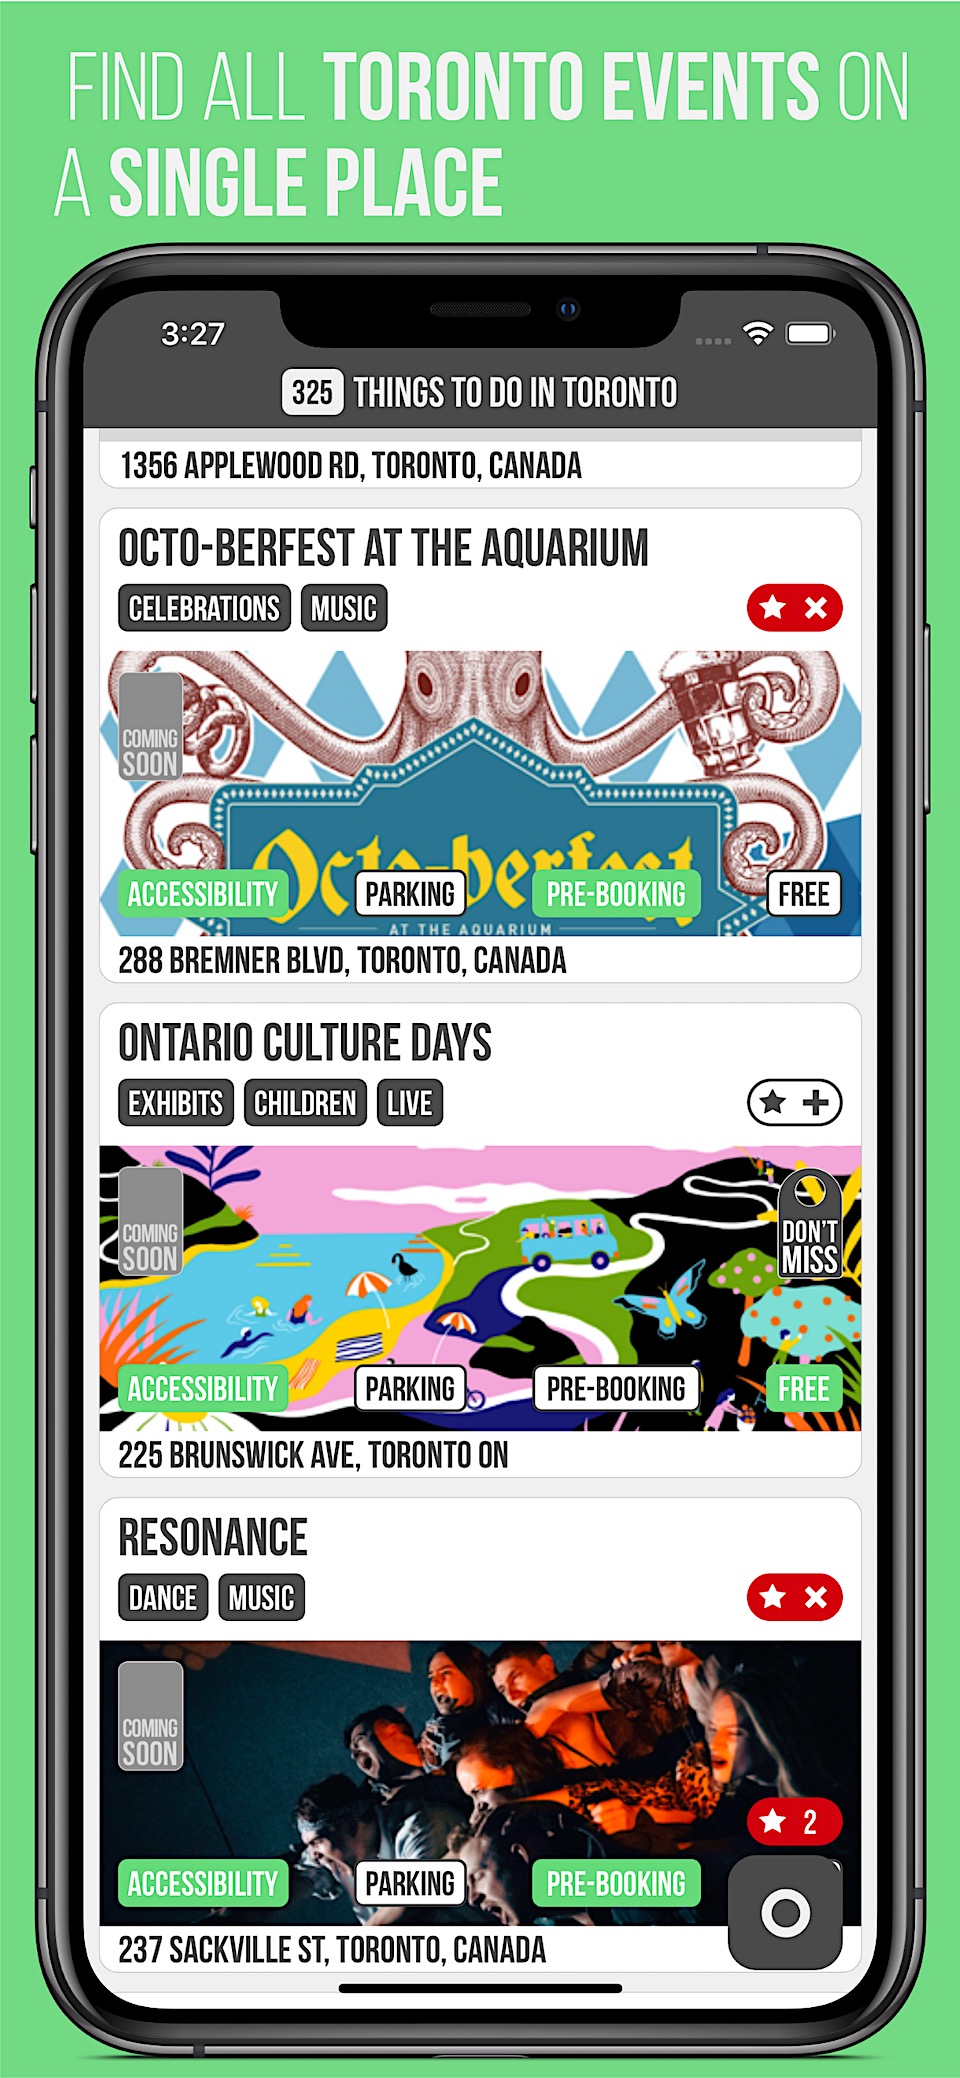 FIND ALL TORONTO EVENTS ON
A SINGLE PLACE
3:27
325 THINGS TO DO IN TORONTO
1356 APPLEWOOD RD, TORONTO, CANADA
OCTO-BERFEST AT THE AQUARIUM
CELEBRATIONS MUSIC
COMING
SOON
Octo-berfest
ACCESSIBILITY PARKING PRE-BOOKING FREE
AT THE AQUARIUM
288 BREMNER BLVD, TORONTO, CANADA
ONTARIO CULTURE DAYS
EXHIBITS CHILDREN LIVE
COMING
SOON
DON'T
MISS
ACCESSIBILITY PARKING PRE-BOOKING FREE
225 BRUNSWICK AVE, TORONTO ON
RESONANCE
DANCE MUSIC
COMING
SOON
2
ACCESSIBILITY PARKING PRE-BOOKING
237 SACKVILLE ST, TORONTO, CANADA